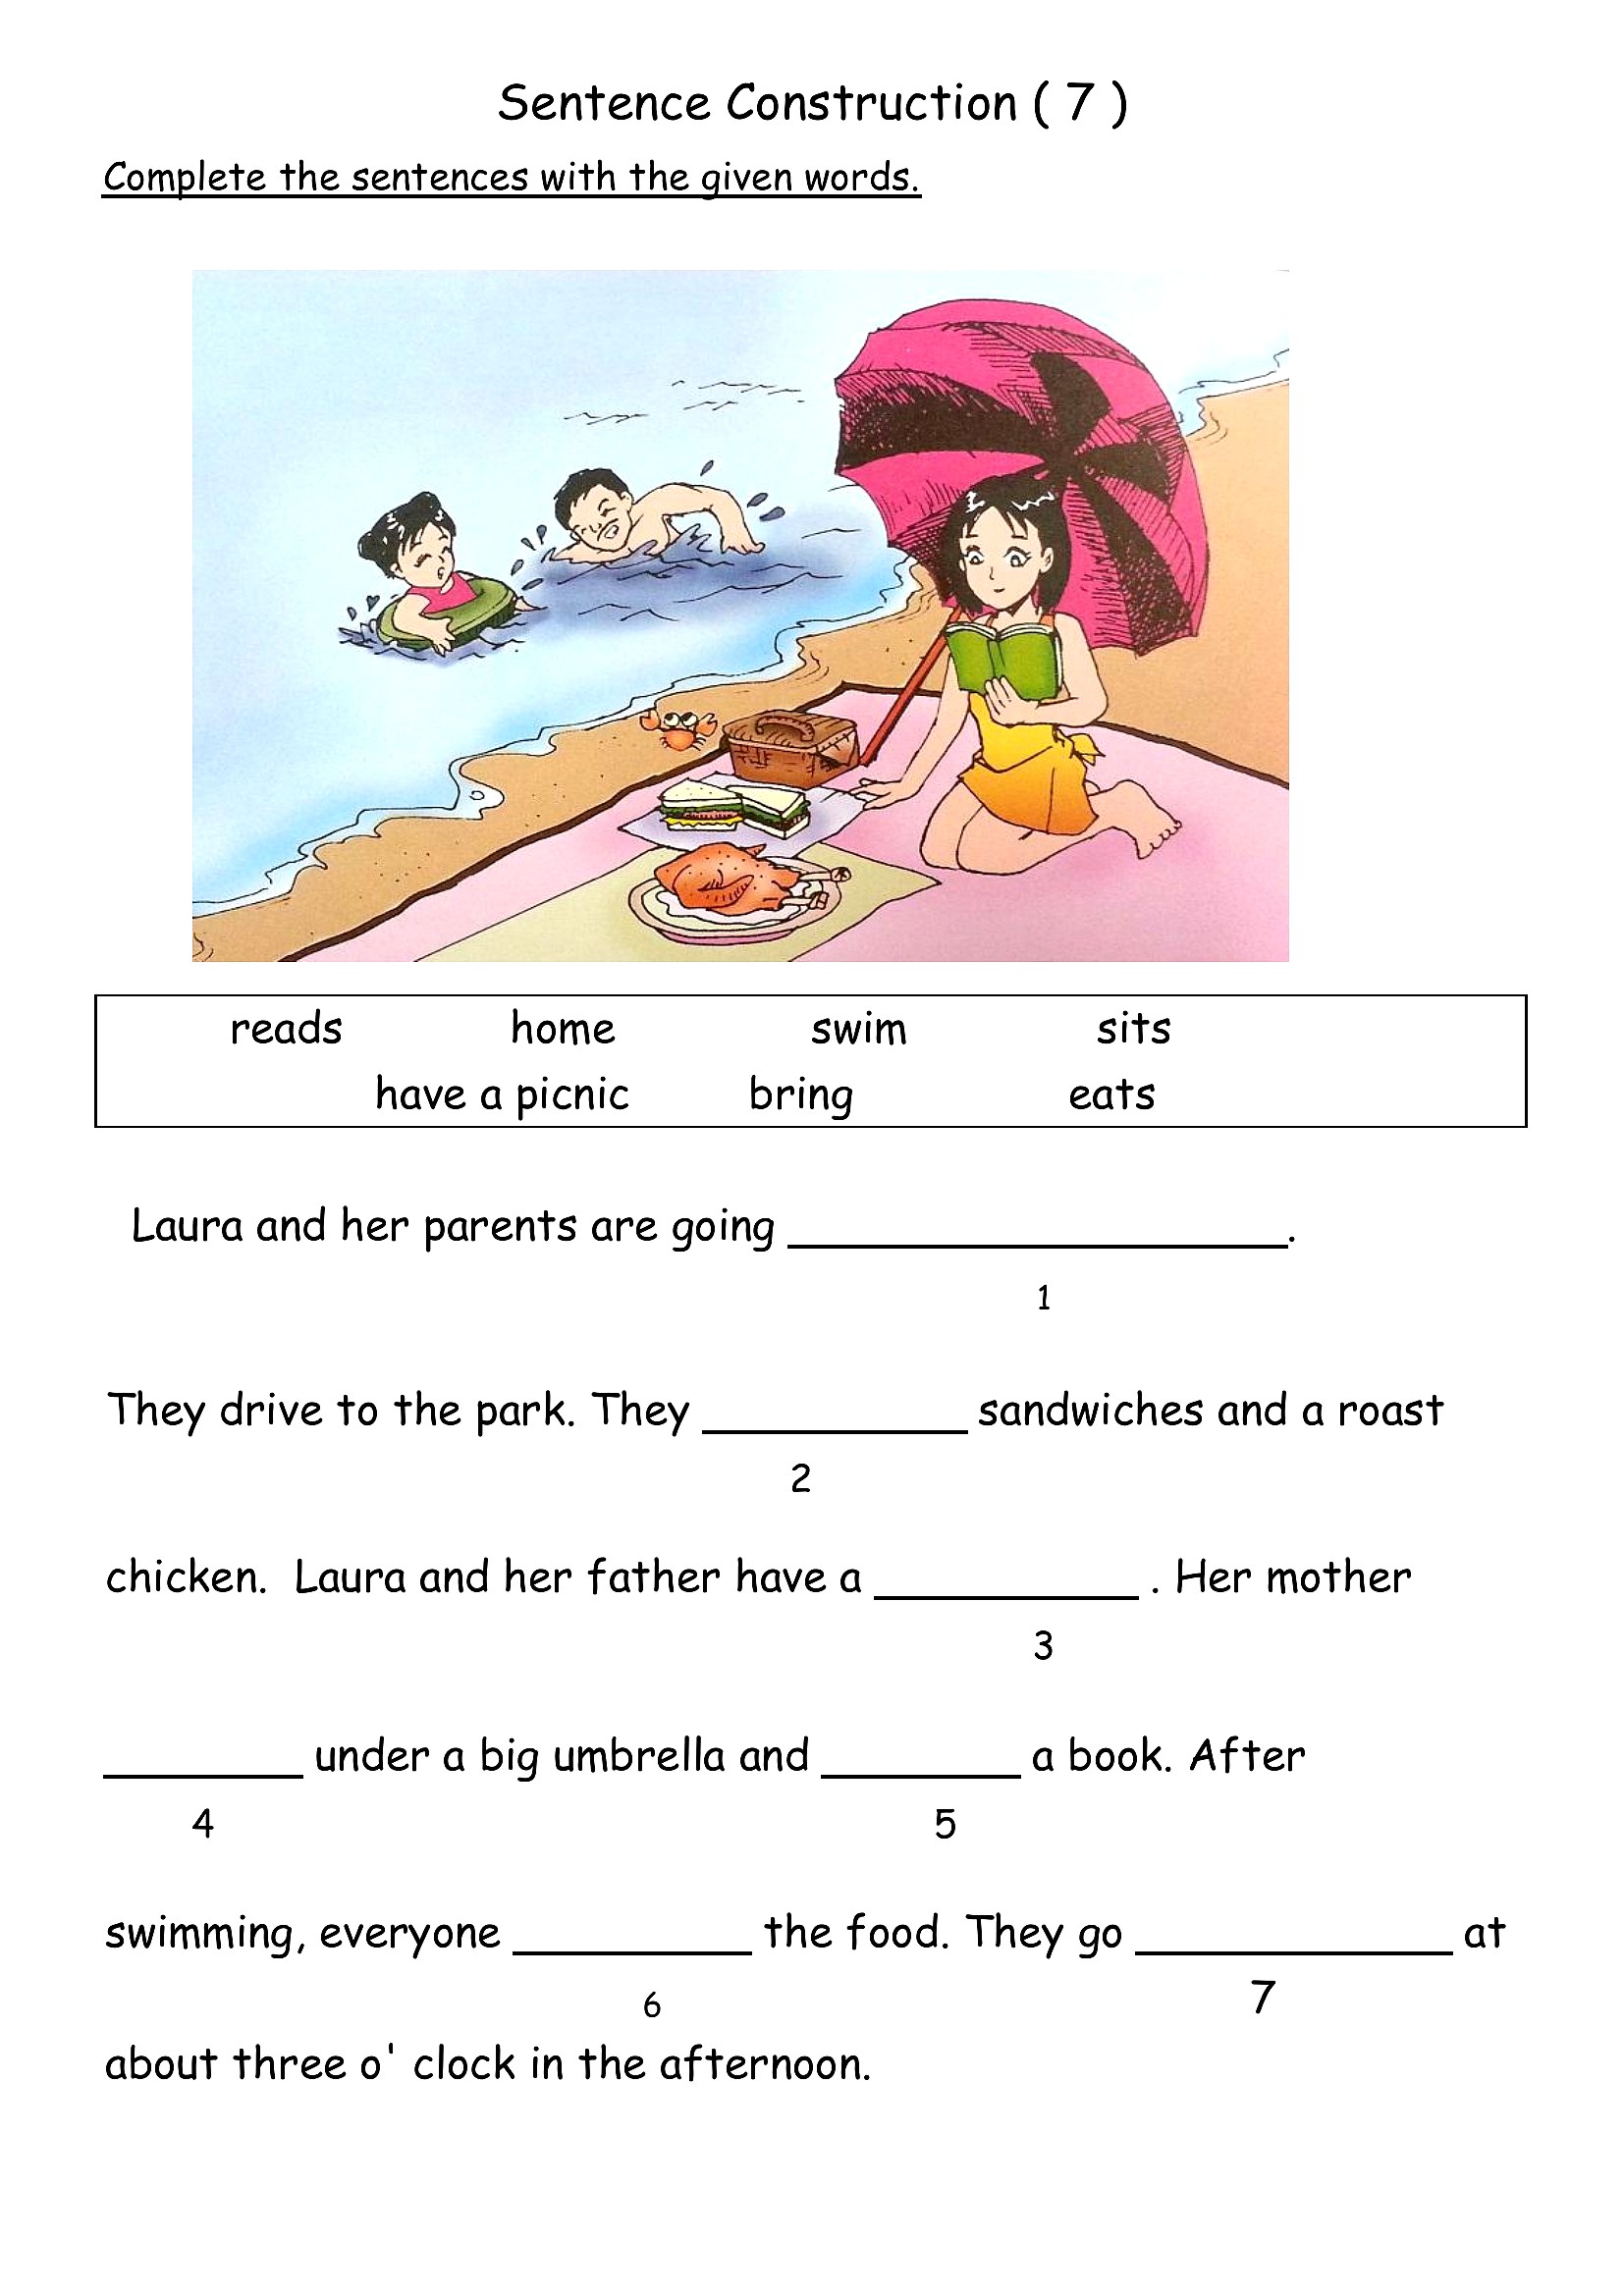 Sentence Construction ( 7 )
Complete the sentences with the given words.
reads home swim sits
have a picnic bring eats
Laura and her parents are going ____________________.
1
They drive to the park. They __________ sandwiches and a roast
2
chicken. Laura and her father have a __________ . Her mother
3
________ under a big umbrella and ________ a book. After
4 5
swimming, everyone _________ the food. They go ____________ at
6 7
about three o' clock in the afternoon.